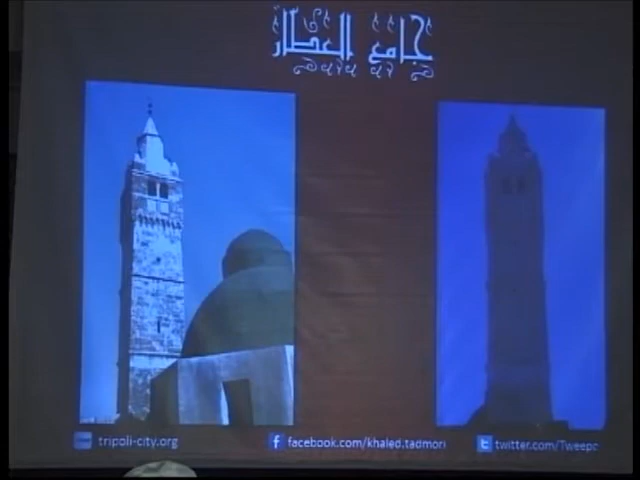 جامع العطار
tripoli-city.org
facebook.com/khaled.tadmori
twitter.com/Tweepc